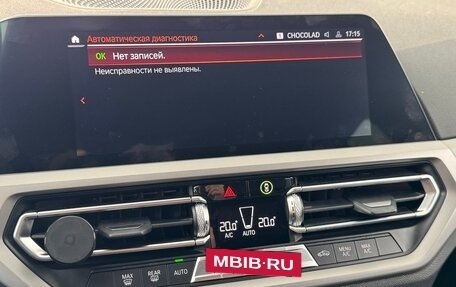 Автоматическая диагностика
CHOCOLAD
17:15
OK Нет записей.
Неисправности не выявлены.
20.0 20.0
A/C AUTO A/C
MAX REAR AUTO
MENU A/C MAX A/C
MBIB.RU